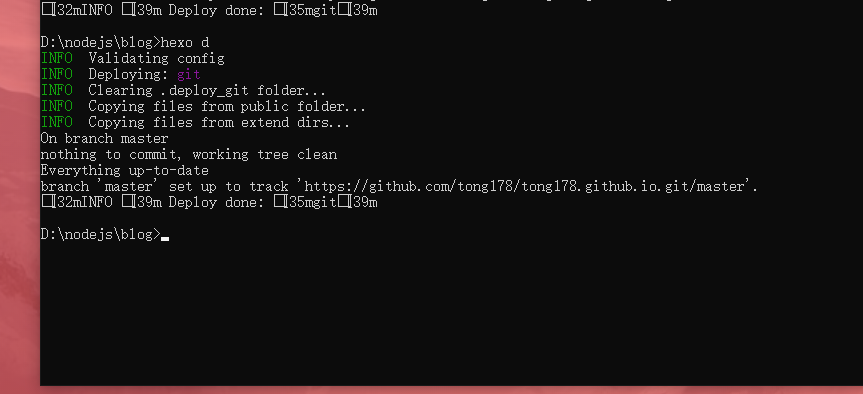 □[32mINFO □[39m Deploy done: □[35mgit□[39m
D:\nodejs\blog>hexo d
INFO  Validating config
INFO  Deploying: git
INFO  Clearing .deploy_git folder...
INFO  Copying files from public folder...
INFO  Copying files from extend dirs...
On branch master
nothing to commit, working tree clean
Everything up-to-date
branch 'master' set up to track 'https://github.com/tong178/tong178.github.io.git/master'.
□[32mINFO □[39m Deploy done: □[35mgit□[39m
D:\nodejs\blog>